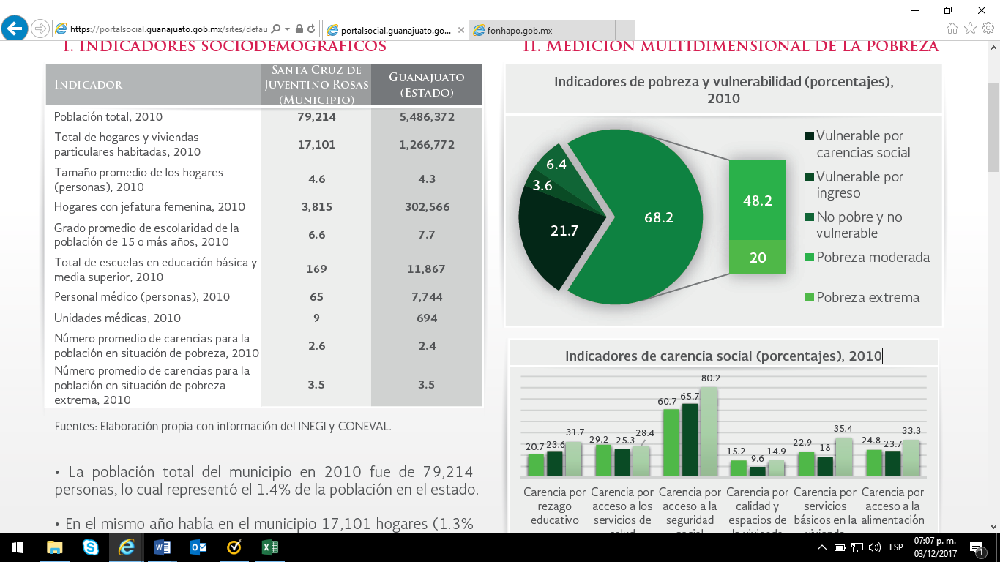 https://portalsocial.guanajuato.gob.mx/sites/defau
portalsocial.guanajuato.go...
fonhapo.gob.mx
I. INDICADORES SOCIODEMOGRÁFICOS
INDICADOR
SANTA CRUZ DE
JUVENTINO ROSAS
(MUNICIPIO)
GUANAJUATO
(ESTADO)
Población total, 2010 79,214 5,486,372
Total de hogares y viviendas
particulares habitadas, 2010 17,101 1,266,772
Tamaño promedio de los hogares
(personas), 2010 4.6 4.3
Hogares con jefatura femenina, 2010 3,815 302,566
Grado promedio de escolaridad de la
población de 15 o más años, 2010 6.6 7.7
Total de escuelas en educación básica y
media superior, 2010 169 11,867
Personal médico (personas), 2010 65 7,744
Unidades médicas, 2010 9 694
Número promedio de carencias para la
población en situación de pobreza, 2010 2.6 2.4
Número promedio de carencias para la
población en situación de pobreza
extrema, 2010 3.5 3.5
Fuentes: Elaboración propia con información del INEGI y CONEVAL.
• La población total del municipio en 2010 fue de 79,214
personas, lo cual representó el 1.4% de la población en el estado.
• En el mismo año había en el municipio 17,101 hogares (1.3%
II. MEDICIÓN MULTIDIMENSIONAL DE LA POBREZA
Indicadores de pobreza y vulnerabilidad (porcentajes),
2010
6.4
3.6
21.7
68.2
48.2
20
Vulnerable por
carencias social
Vulnerable por
ingreso
No pobre y no
vulnerable
Pobreza moderada
Pobreza extrema
Indicadores de carencia social (porcentajes), 2010
20.7 23.6 31.7
29.2 25.3 28.4
60.7 65.7 80.2
15.2 9.6 14.9
22.9 18 35.4
24.8 23.7 33.3
Carencia por
rezago
educativo
Carencia por
acceso a los
servicios de
salud
Carencia por
acceso a la
seguridad
social
Carencia por
calidad y
espacios de
la vivienda
Carencia por
servicios
básicos en la
vivienda
Carencia por
acceso a la
alimentación
ESP
07:07 p. m.
03/12/2017
1